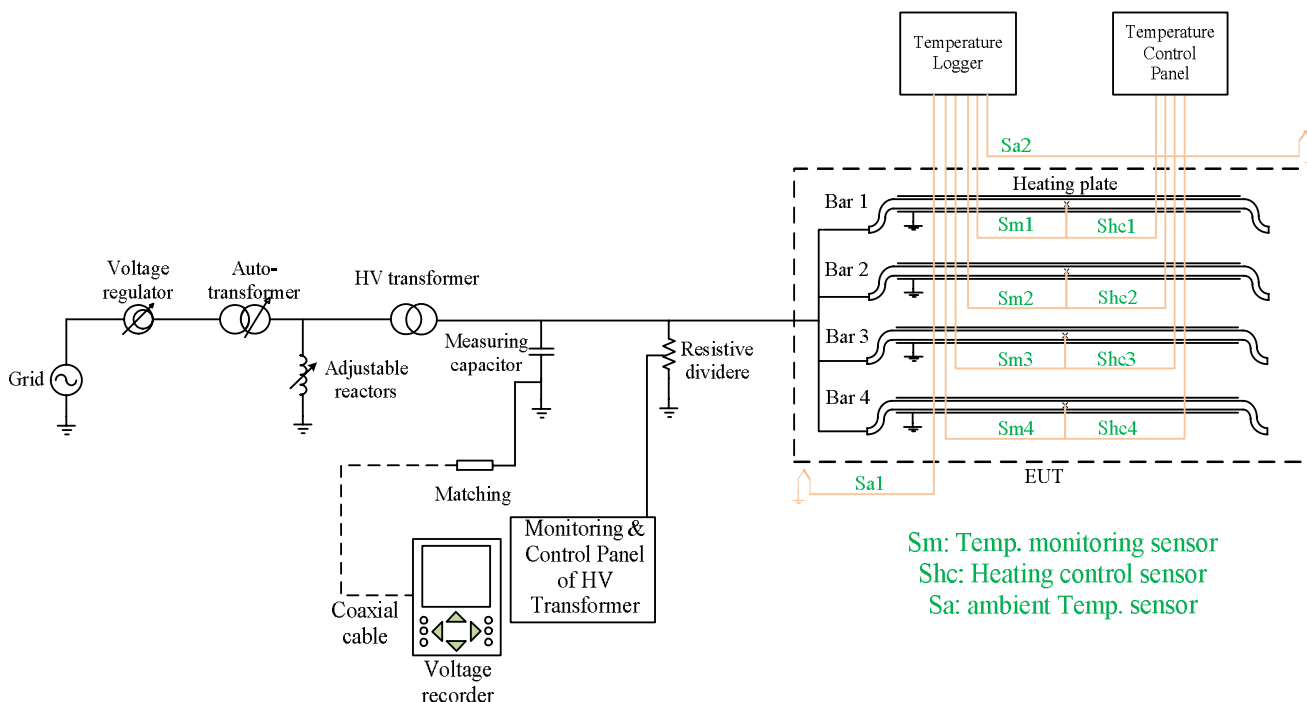 Temperature
Logger
Temperature
Control
Panel
Sa2
Heating plate
Bar 1
Sm1
Shc1
Bar 2
Sm2
Shc2
Bar 3
Sm3
Shc3
Bar 4
Sm4
Shc4
Sa1
EUT
Voltage
regulator
Auto-
transformer
HV transformer
Grid
Adjustable
reactors
Measuring
capacitor
Resistive
dividere
Matching
Monitoring &
Control Panel
of HV
Transformer
Coaxial
cable
Voltage
recorder
Sm: Temp. monitoring sensor
Shc: Heating control sensor
Sa: ambient Temp. sensor